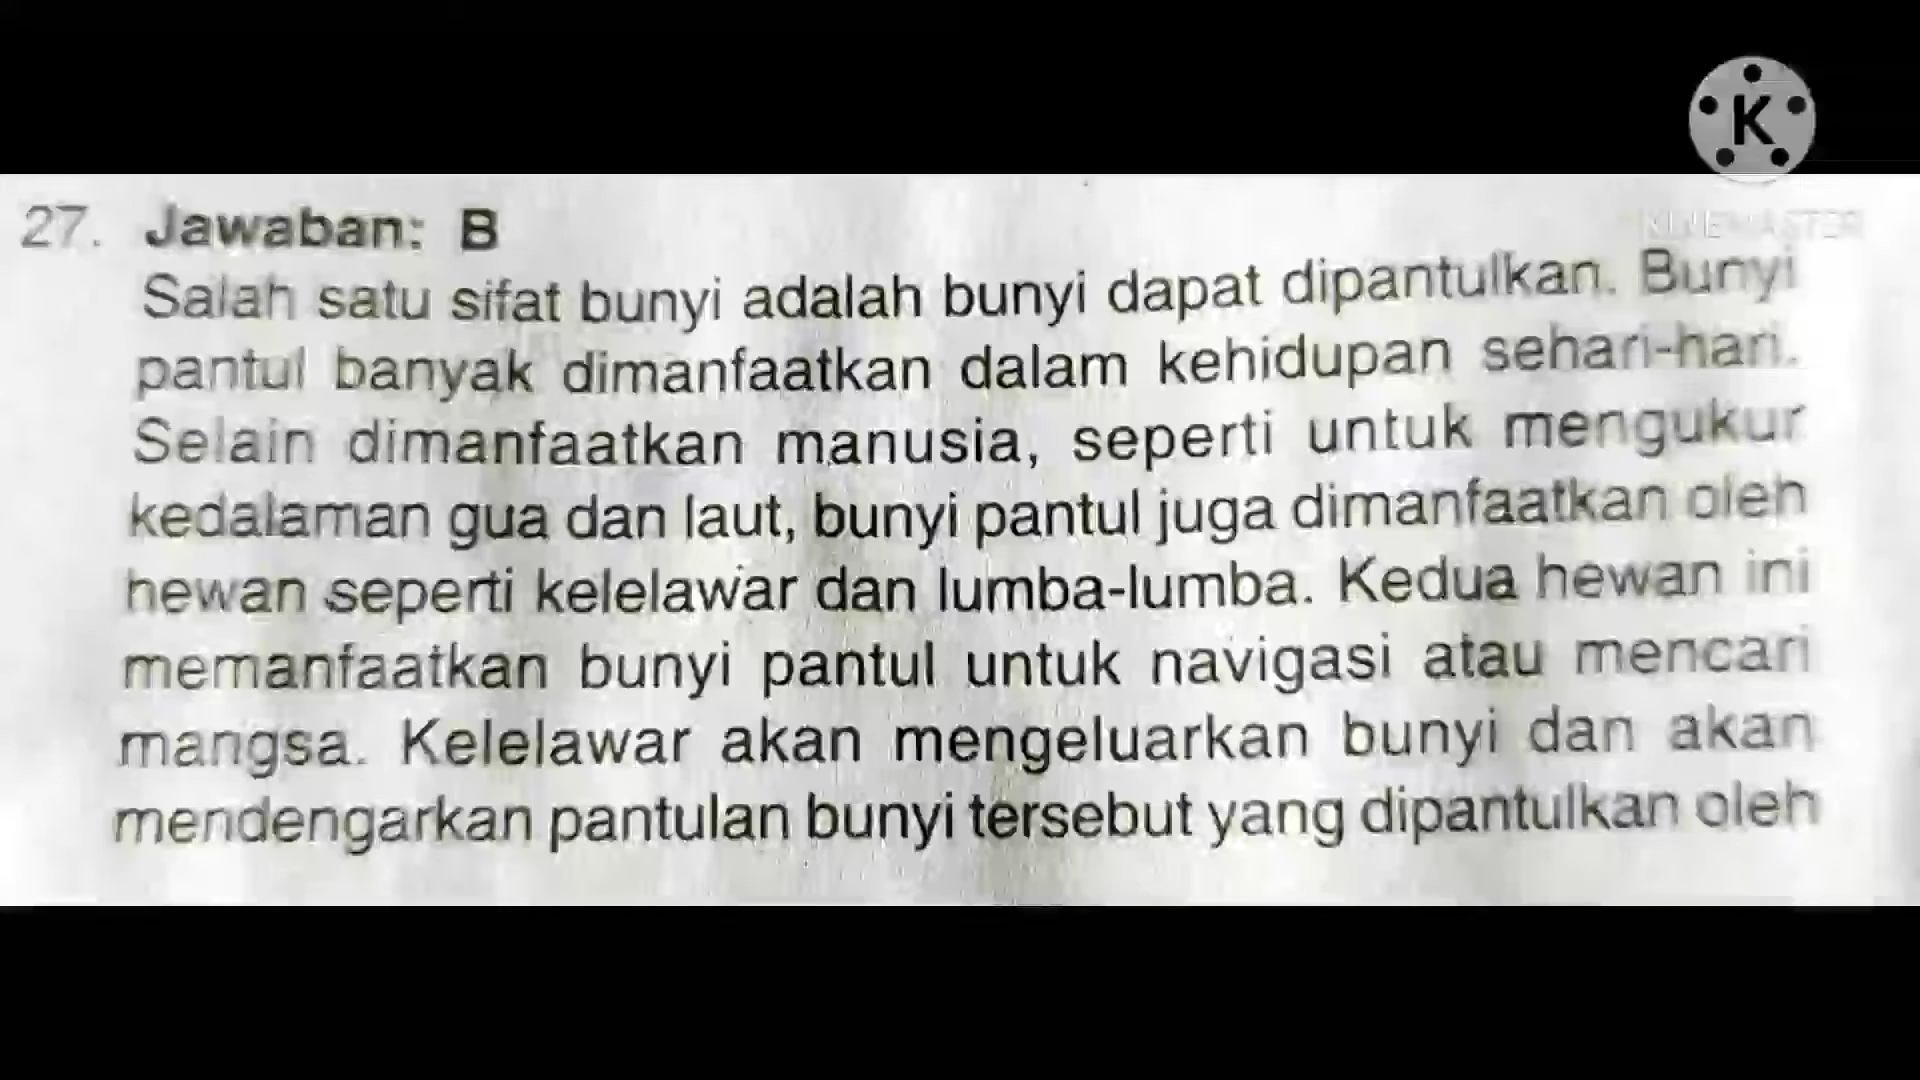 K
KINEMASTER
27. Jawaban: B
Salah satu sifat bunyi adalah bunyi dapat dipantulkan. Bunyi
pantul banyak dimanfaatkan dalam kehidupan sehari-hari.
Selain dimanfaatkan manusia, seperti untuk mengukur
kedalaman gua dan laut, bunyi pantul juga dimanfaatkan oleh
hewan seperti kelelawar dan lumba-lumba. Kedua hewan ini
memanfaatkan bunyi pantul untuk navigasi atau mencari
mangsa. Kelelawar akan mengeluarkan bunyi dan akan
mendengarkan pantulan bunyi tersebut yang dipantulkan oleh